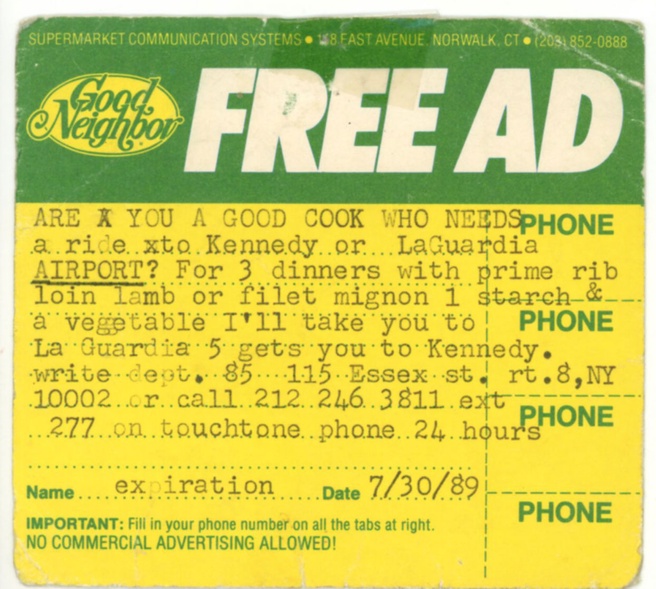 SUPERMARKET COMMUNICATION SYSTEMS ● 148 EAST AVENUE, NORWALK, CT ● (203) 852-0888
Good
Neighbor
FREE AD
ARE X YOU A GOOD COOK WHO NEEDS
PHONE
a ride xto Kennedy or LaGuardia
AIRPORT? For 3 dinners with prime rib
loin lamb or filet mignon 1 starch &
a vegetable I'll take you to
PHONE
La Guardia 5 gets you to Kennedy.
write dept. 85 115 Essex st. rt.8,NY
10002 or call 212 246 3811 ext
PHONE
277 on touchtone phone 24 hours
Name expiration Date 7/30/89
PHONE
IMPORTANT: Fill in your phone number on all the tabs at right.
NO COMMERCIAL ADVERTISING ALLOWED!